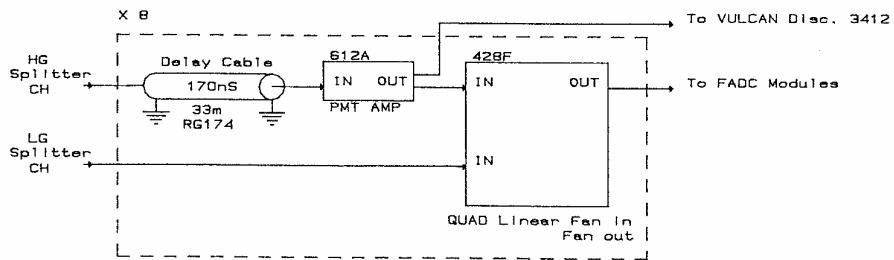 X 8
To VULCAN Disc. 3412
HG
Splitter
CH
Delay Cable
170nS
33m
RG174
612A
IN OUT
PMT AMP
428F
IN
OUT
To FADC Modules
LG
Splitter
CH
IN
QUAD Linear Fan in
Fan out